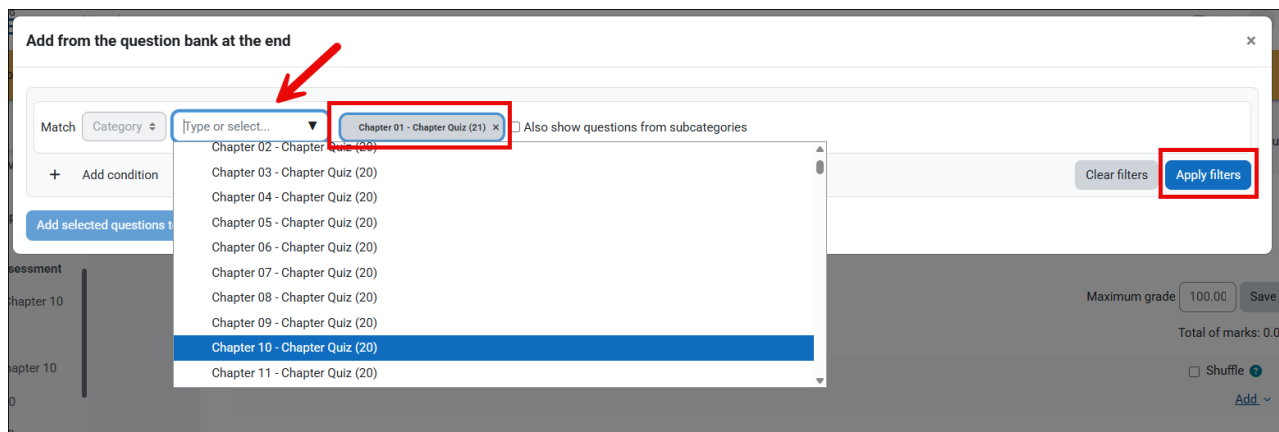 Add from the question bank at the end
×
Match Category Type or select... ▼ Chapter 01 - Chapter Quiz (21) × Also show questions from subcategories
Chapter 02 - Chapter Quiz (20)
Chapter 03 - Chapter Quiz (20)
+ Add condition
Clear filters Apply filters
Chapter 04 - Chapter Quiz (20)
Chapter 05 - Chapter Quiz (20)
Add selected questions t
Chapter 06 - Chapter Quiz (20)
Chapter 07 - Chapter Quiz (20)
Chapter 08 - Chapter Quiz (20)
Chapter 09 - Chapter Quiz (20)
Chapter 10 - Chapter Quiz (20)
Chapter 11 - Chapter Quiz (20)
sessment
hapter 10
Maximum grade 100.00 Save
Total of marks: 0.0
hapter 10
Shuffle ?
0
Add